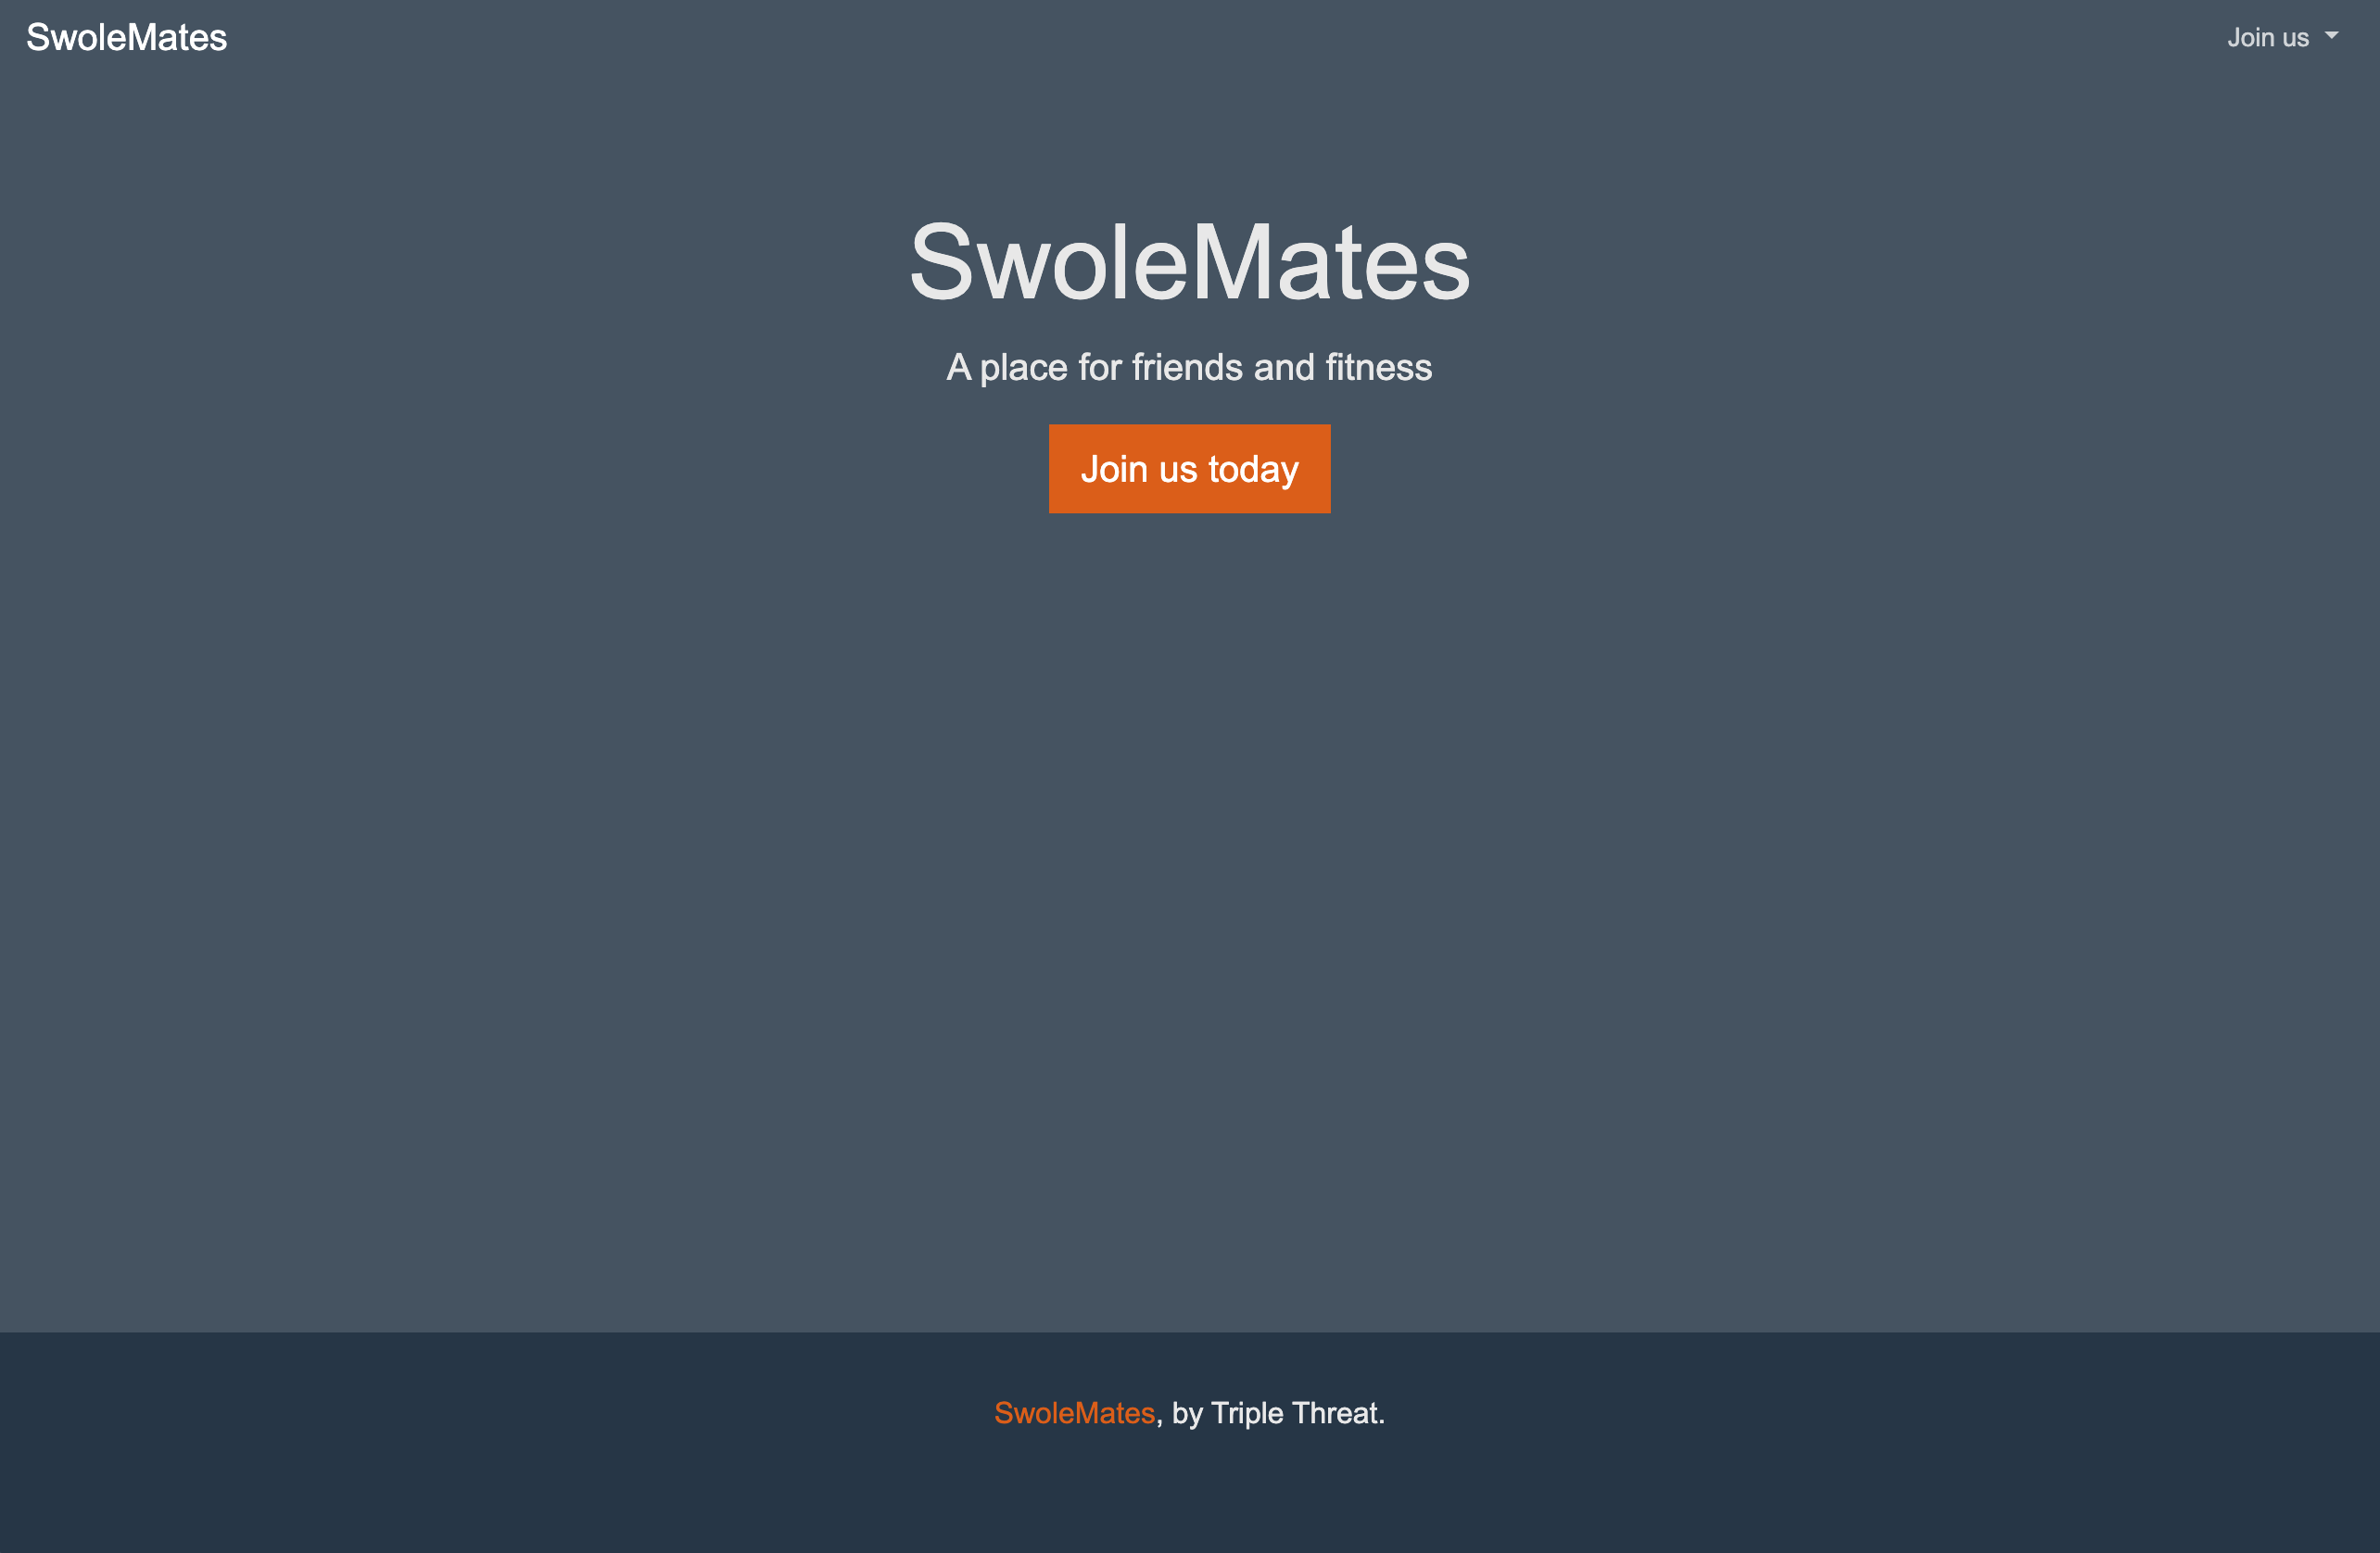 SwoleMates
Join us
SwoleMates
A place for friends and fitness
Join us today
SwoleMates, by Triple Threat.